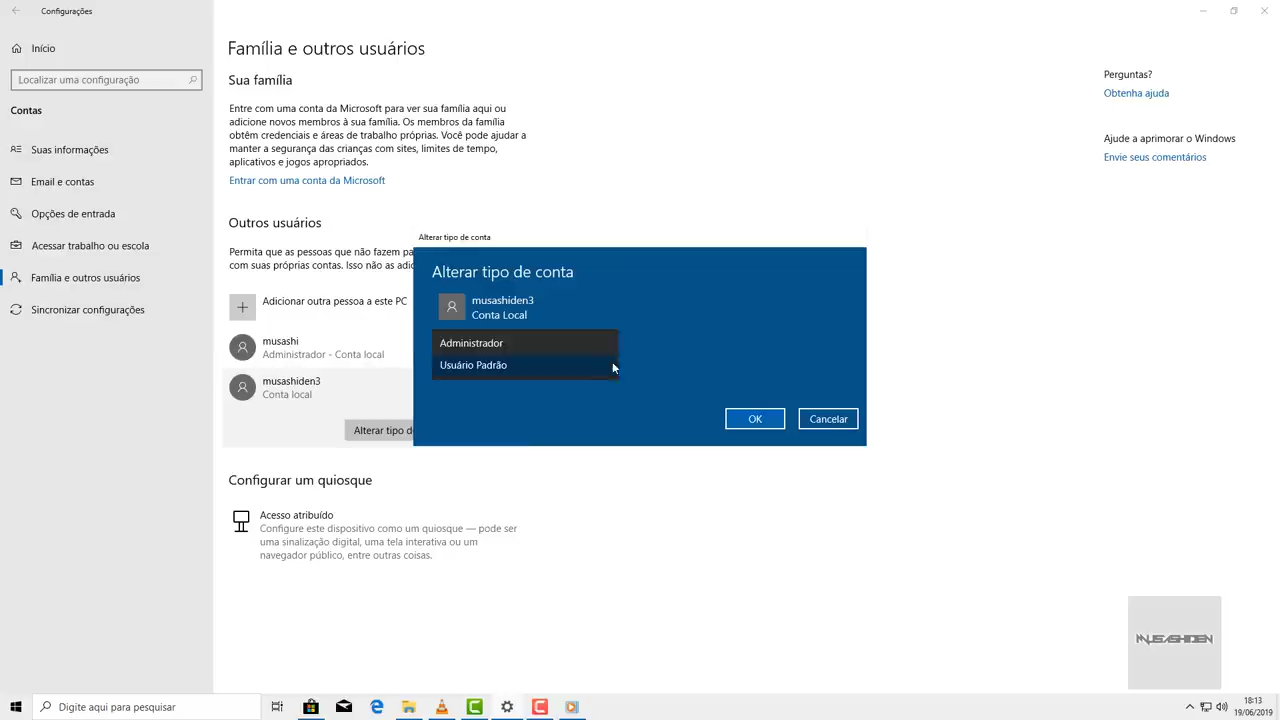 Configurações
Início
Localizar uma configuração
Contas
Suas informações
Email e contas
Opções de entrada
Acessar trabalho ou escola
Família e outros usuários
Sincronizar configurações
Família e outros usuários
Sua família
Entre com uma conta da Microsoft para ver sua família aqui ou
adicione novos membros à sua família. Os membros da família
obtêm credenciais e áreas de trabalho próprias. Você pode ajudar a
manter a segurança das crianças com sites, limites de tempo,
aplicativos e jogos apropriados.
Entrar com uma conta da Microsoft
Outros usuários
Permita que as pessoas que não fazem pa
com suas próprias contas. Isso não as adic
Adicionar outra pessoa a este PC
musashi
Administrador - Conta local
musashiden3
Conta local
Alterar tipo d
Configurar um quiosque
Acesso atribuído
Configure este dispositivo como um quiosque — pode ser
uma sinalização digital, uma tela interativa ou um
navegador público, entre outras coisas.
Alterar tipo de conta
Alterar tipo de conta
musashiden3
Conta Local
Administrador
Usuário Padrão
OK
Cancelar
Perguntas?
Obtenha ajuda
Ajude a aprimorar o Windows
Envie seus comentários
MUSASHIDEN
Digite aqui para pesquisar
18:13
19/06/2019